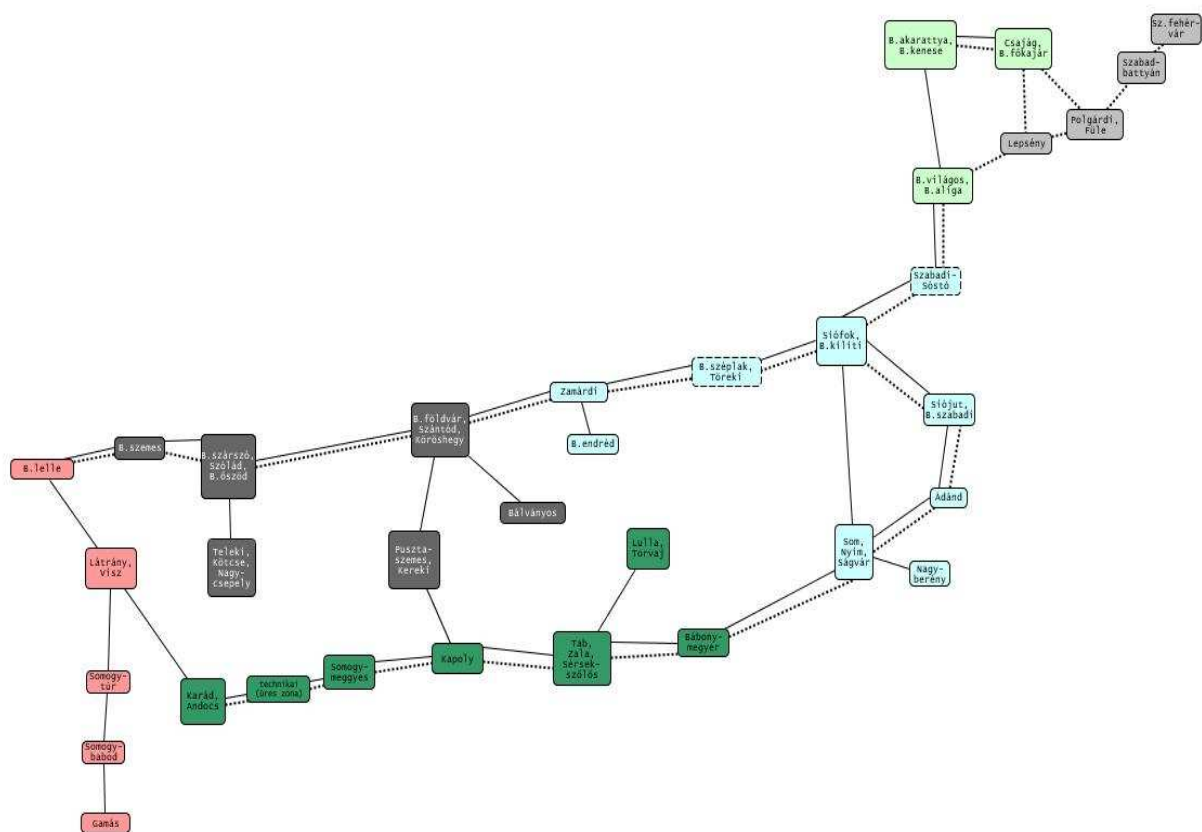 Sz.fehér-
vár
B.akarattya,
B.kenese
Csajág,
B.főkajár
Szabad-
battyán
Polgárdi,
Füle
Lepsény
B.világos,
B.aliga
Szabadi-
Sóstó
Siófok,
B.kiliti
B.széplak,
Töreki
Zamárdi
Siójut,
B.szabadi
B.földvár,
Szántód,
Köröshegy
B.endréd
B.szemes
B.szárszó,
Szólád,
B.őszöd
B.lelle
Ádánd
Bálványos
Som,
Nyim,
Ságvár
Lulla,
Torvaj
Puszta-
szemes,
Kereki
Teleki,
Kötcse,
Nagy-
csepely
Látrány,
Visz
Nagy-
berény
Bábony-
megyer
Tab,
Zala,
Sérsek-
szőlős
Kapoly
Somogy-
meggyes
technikai
(üres zóna)
Karád,
Andocs
Somogy-
túr
Somogy-
babod
Gamás